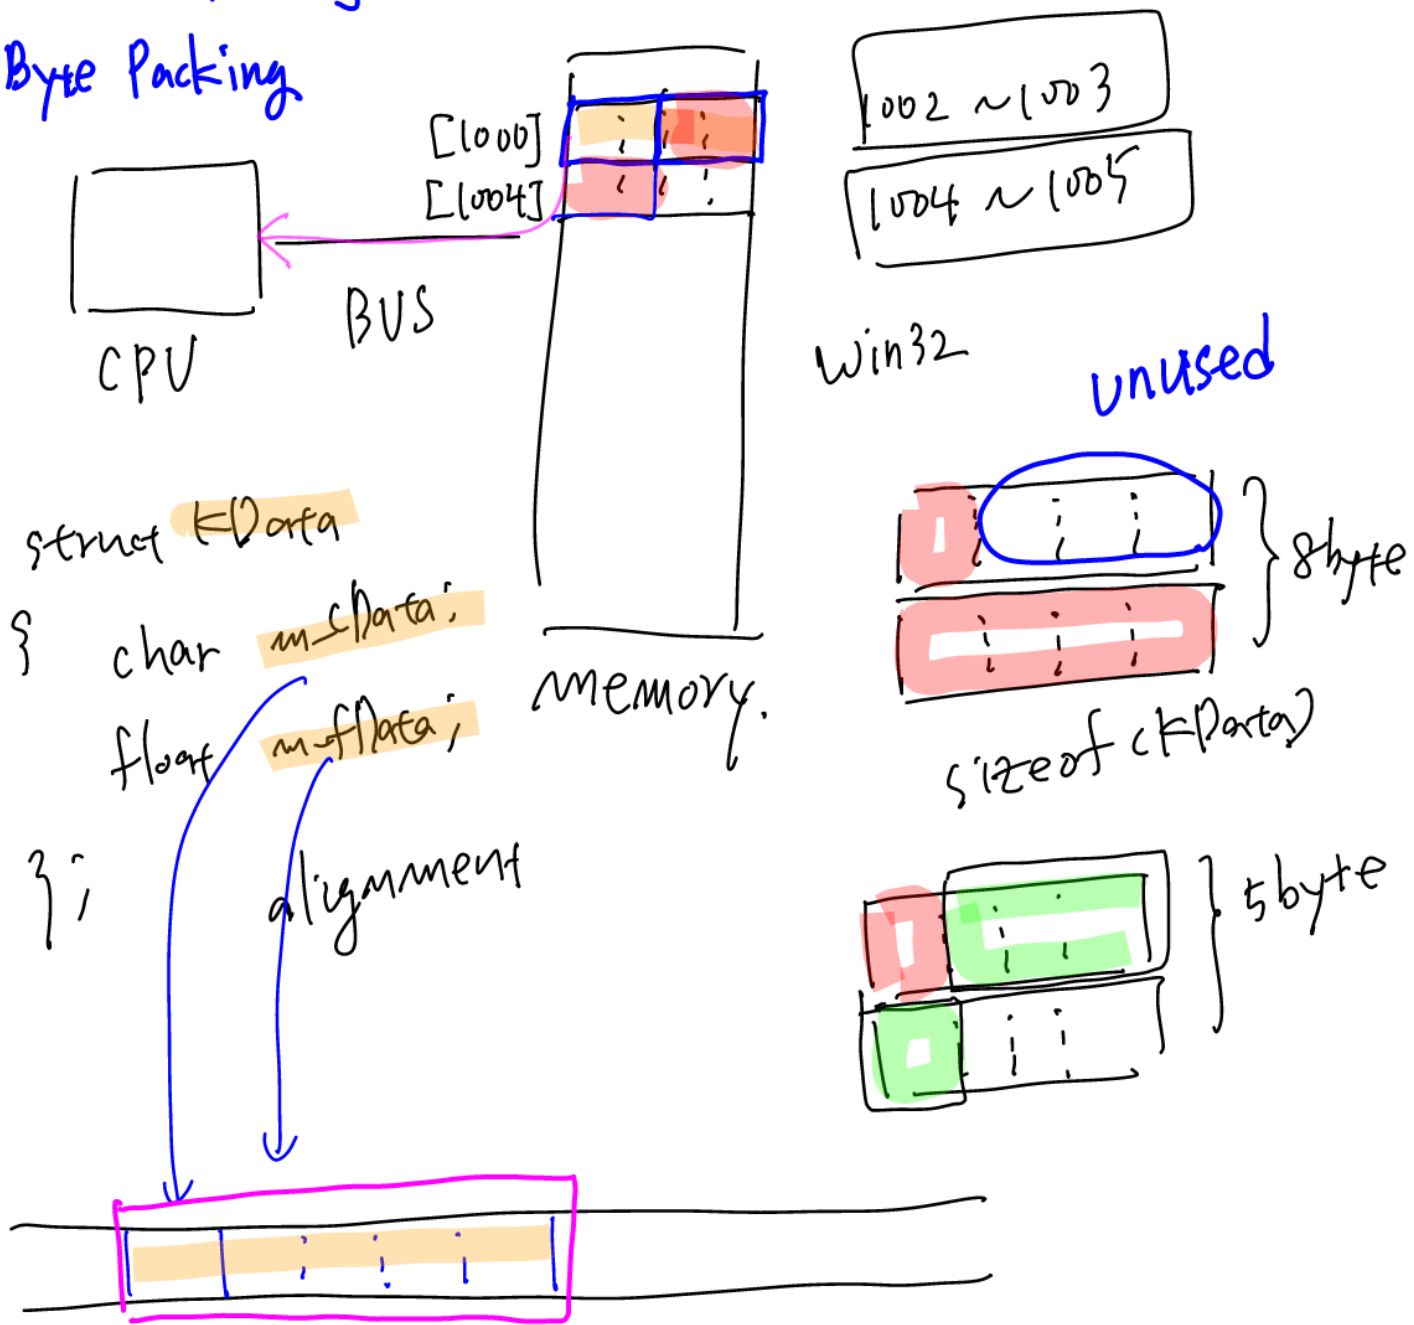 Byte Packing
[1000]
[1004]
1002 ~ 1003
1004 ~ 1005
CPU
BUS
Win32
unused
struct KData
{ char m_cData;
float m_fData;
};
memory.
8byte
sizeof(KData)
alignment
5byte